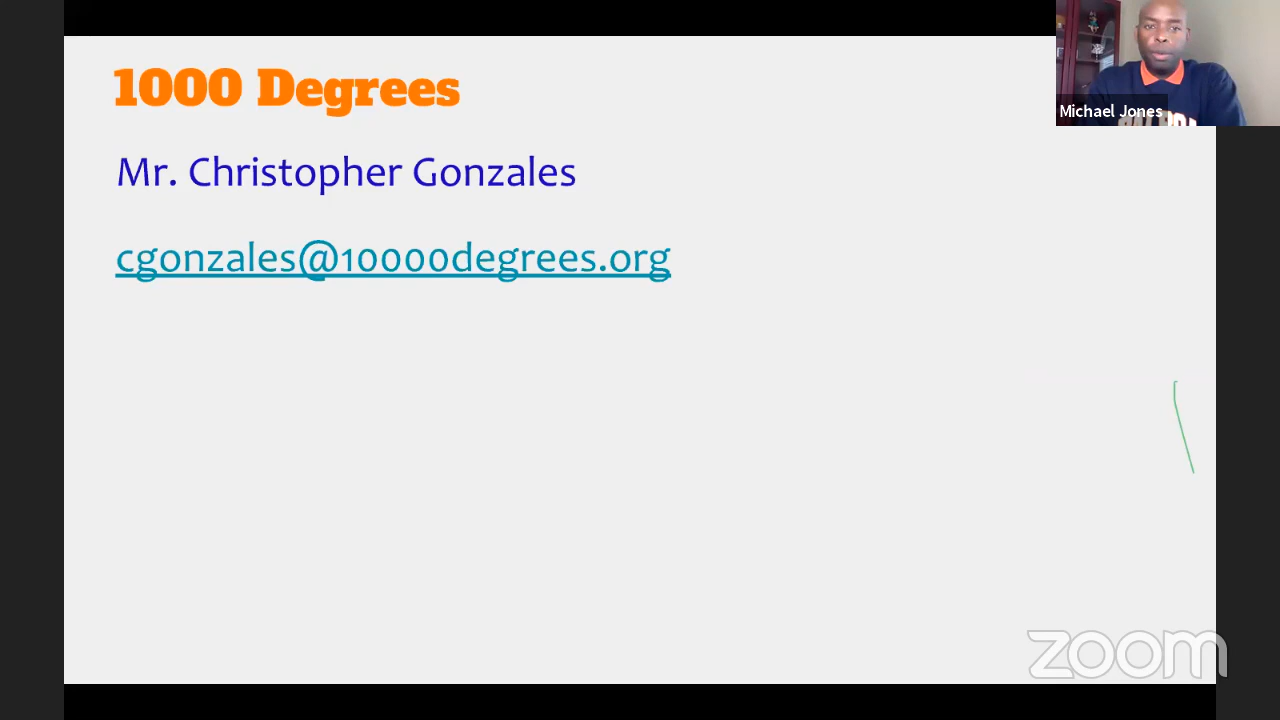 1000 Degrees
Mr. Christopher Gonzales
cgonzales@10000degrees.org
Michael Jones
zoom